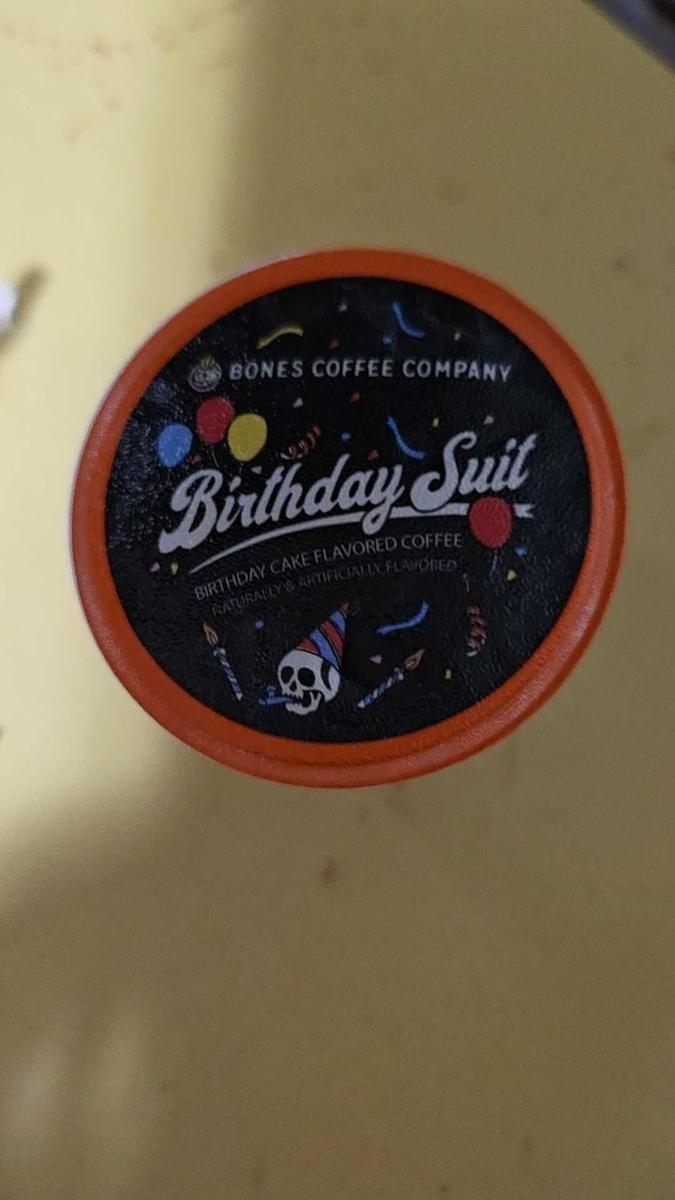 BONES COFFEE COMPANY
Birthday Suit
BIRTHDAY CAKE FLAVORED COFFEE
NATURALLY & ARTIFICIALLY FLAVORED